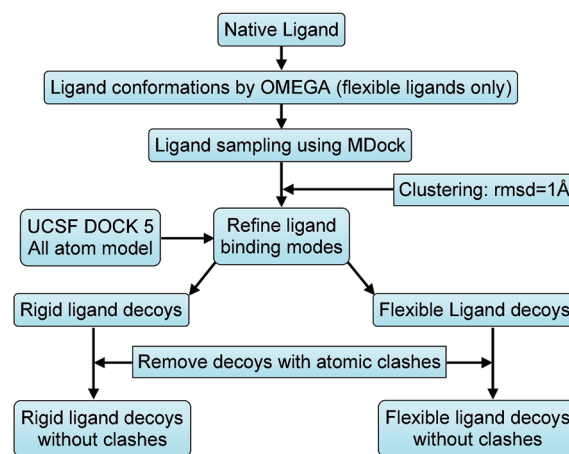 Native Ligand
Ligand conformations by OMEGA (flexible ligands only)
Ligand sampling using MDock
Clustering: rmsd=1Å
UCSF DOCK 5
All atom model
Refine ligand
binding modes
Rigid ligand decoys
Flexible Ligand decoys
Remove decoys with atomic clashes
Rigid ligand decoys
without clashes
Flexible ligand decoys
without clashes